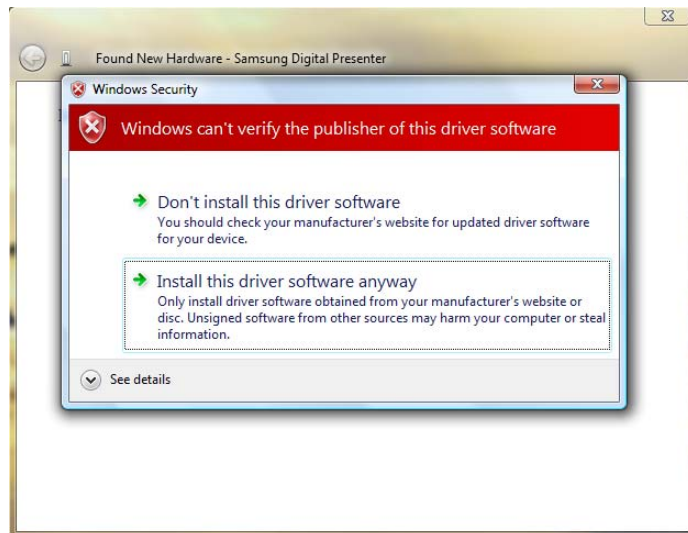 Found New Hardware - Samsung Digital Presenter
Windows Security
Windows can't verify the publisher of this driver software
Don't install this driver software
You should check your manufacturer's website for updated driver software
for your device.
Install this driver software anyway
Only install driver software obtained from your manufacturer's website or
disc. Unsigned software from other sources may harm your computer or steal
information.
See details